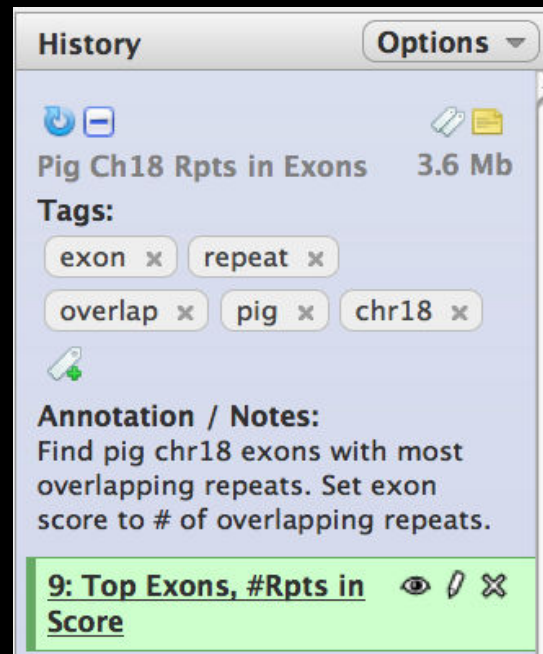 History Options
Pig Ch18 Rpts in Exons 3.6 Mb
Tags:
exon x repeat x
overlap x pig x chr18 x
Annotation / Notes:
Find pig chr18 exons with most
overlapping repeats. Set exon
score to # of overlapping repeats.
9: Top Exons, #Rpts in
Score